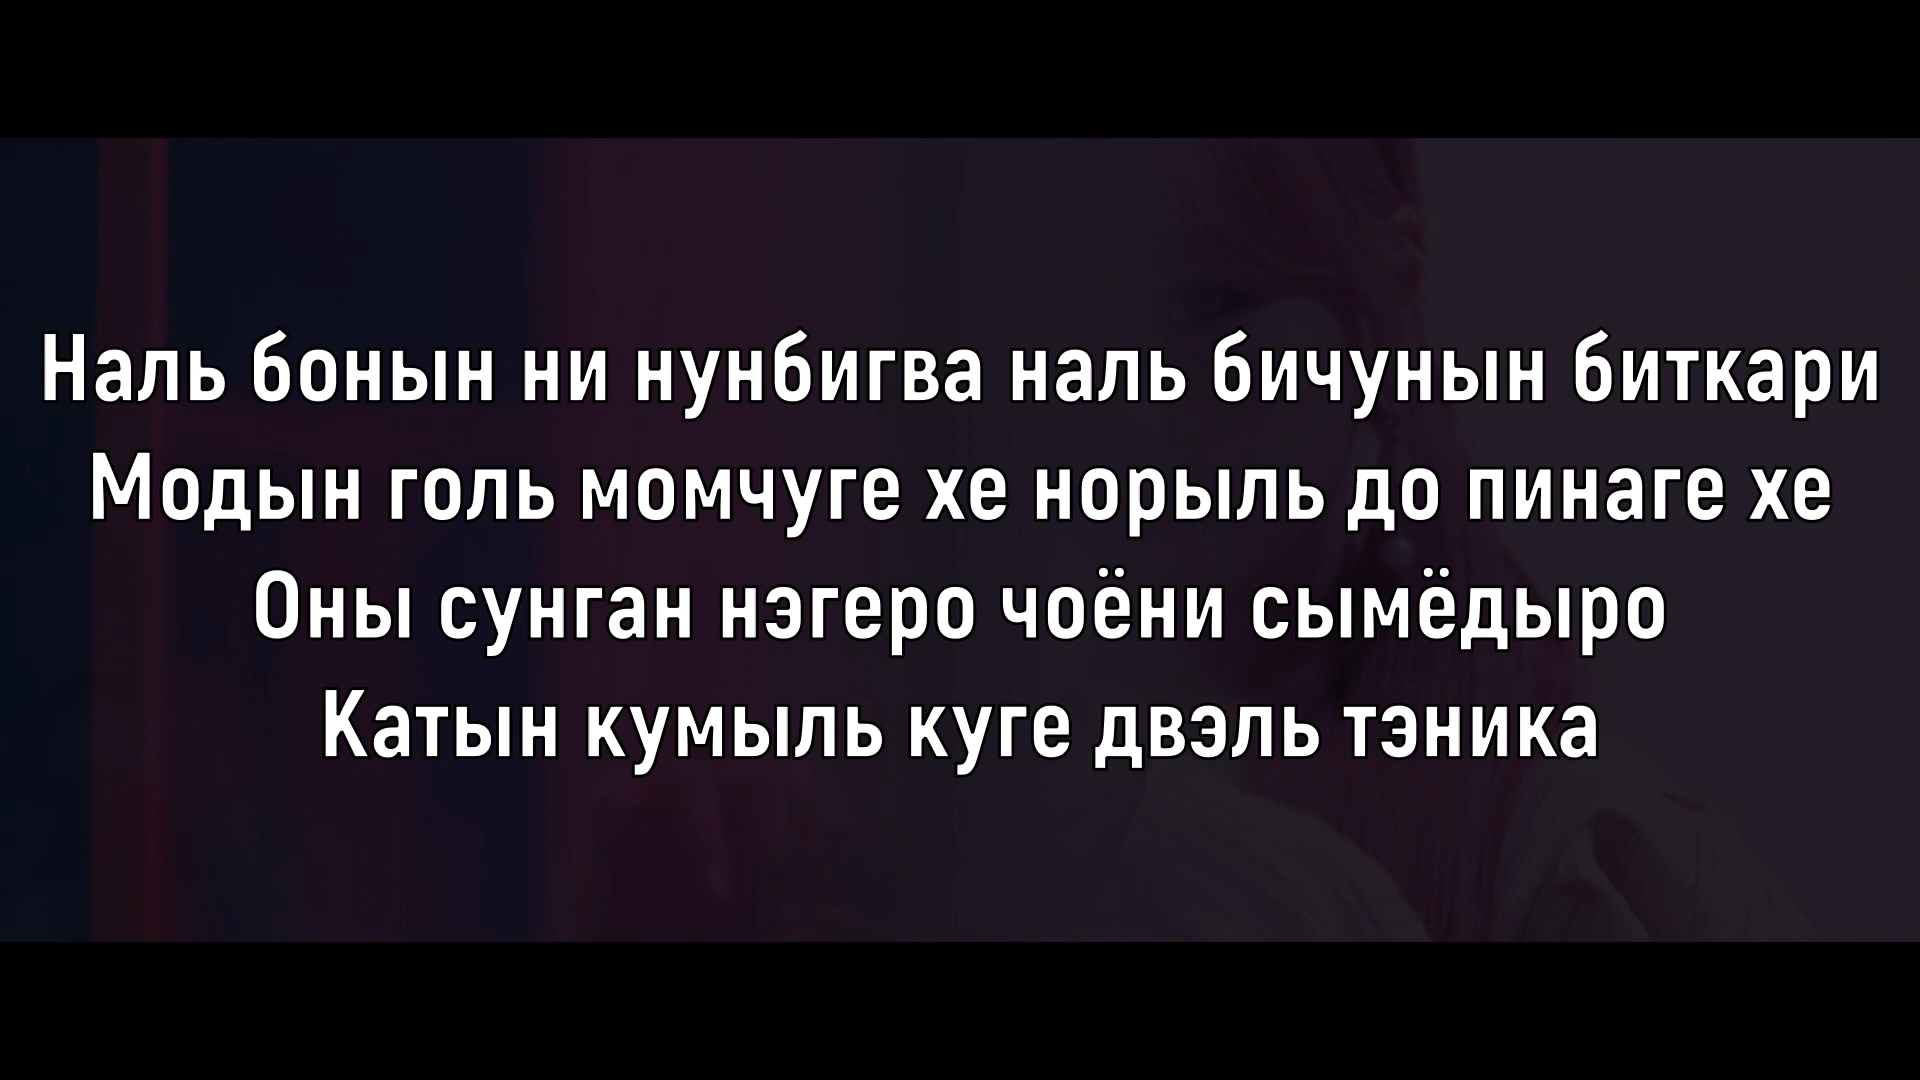 Наль бонын ни нунбигва наль бичунын биткари
Модын голь момчуге хе норыль до пинаге хе
Оны сунган нэгеро чоёни сымёдыро
Катын кумыль куге двэль тэника